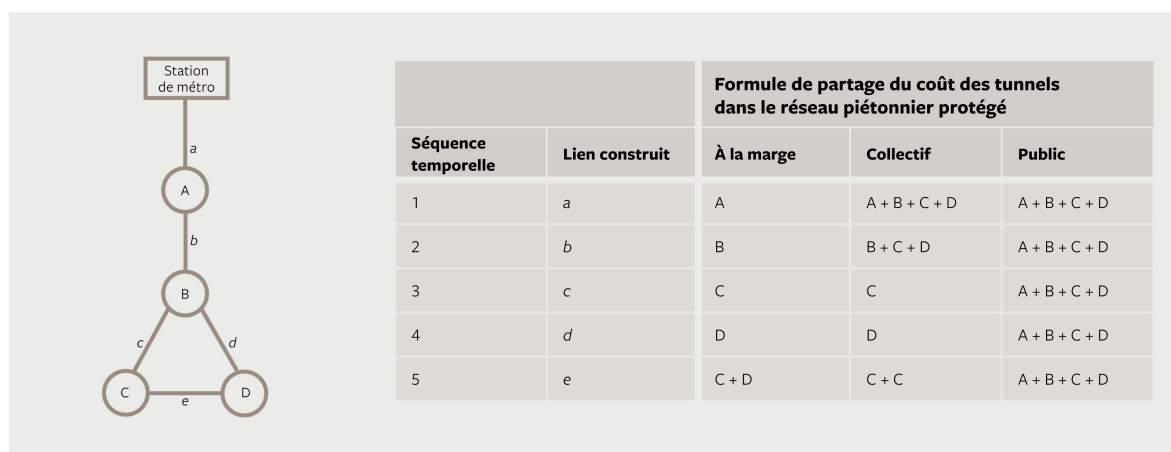 Station
de métro
a
A
b
B
c
d
C
e
D
Formule de partage du coût des tunnels
dans le réseau piétonnier protégé
Séquence
temporelle
Lien construit
À la marge
Collectif
Public
1 a A A + B + C + D A + B + C + D
2 b B B + C + D A + B + C + D
3 c C C A + B + C + D
4 d D D A + B + C + D
5 e C + D C + C A + B + C + D